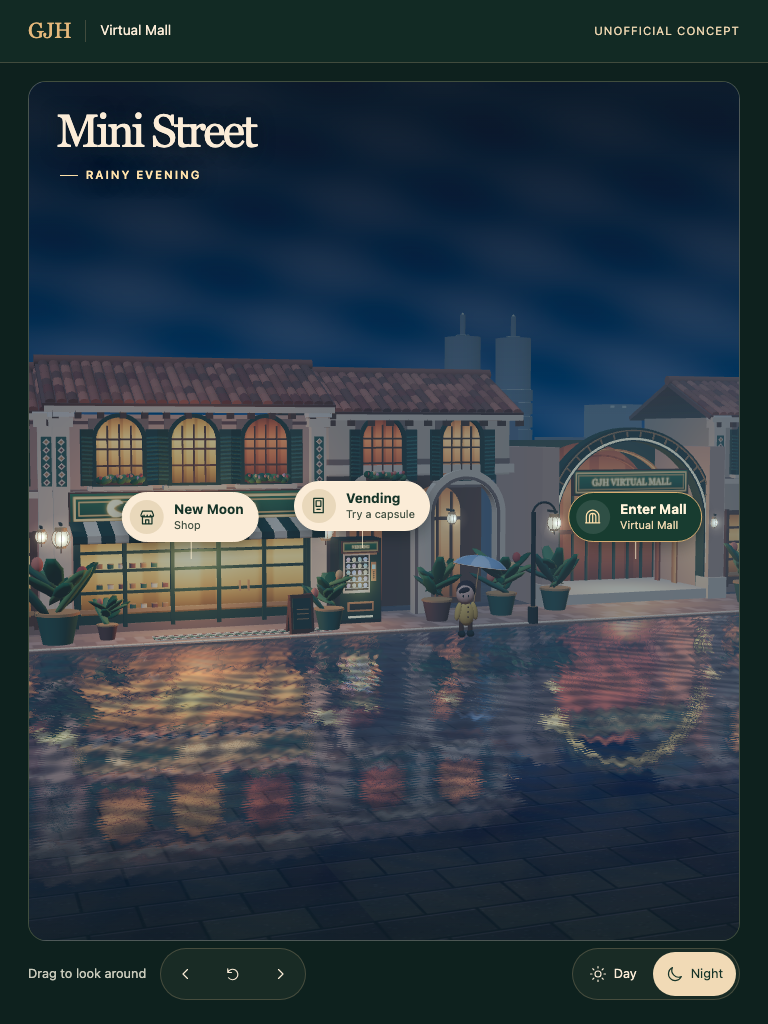 GJH
Virtual Mall
UNOFFICIAL CONCEPT
Mini Street
RAINY EVENING
GJH VIRTUAL MALL
New Moon
Shop
Vending
Try a capsule
Enter Mall
Virtual Mall
Drag to look around
Day
Night